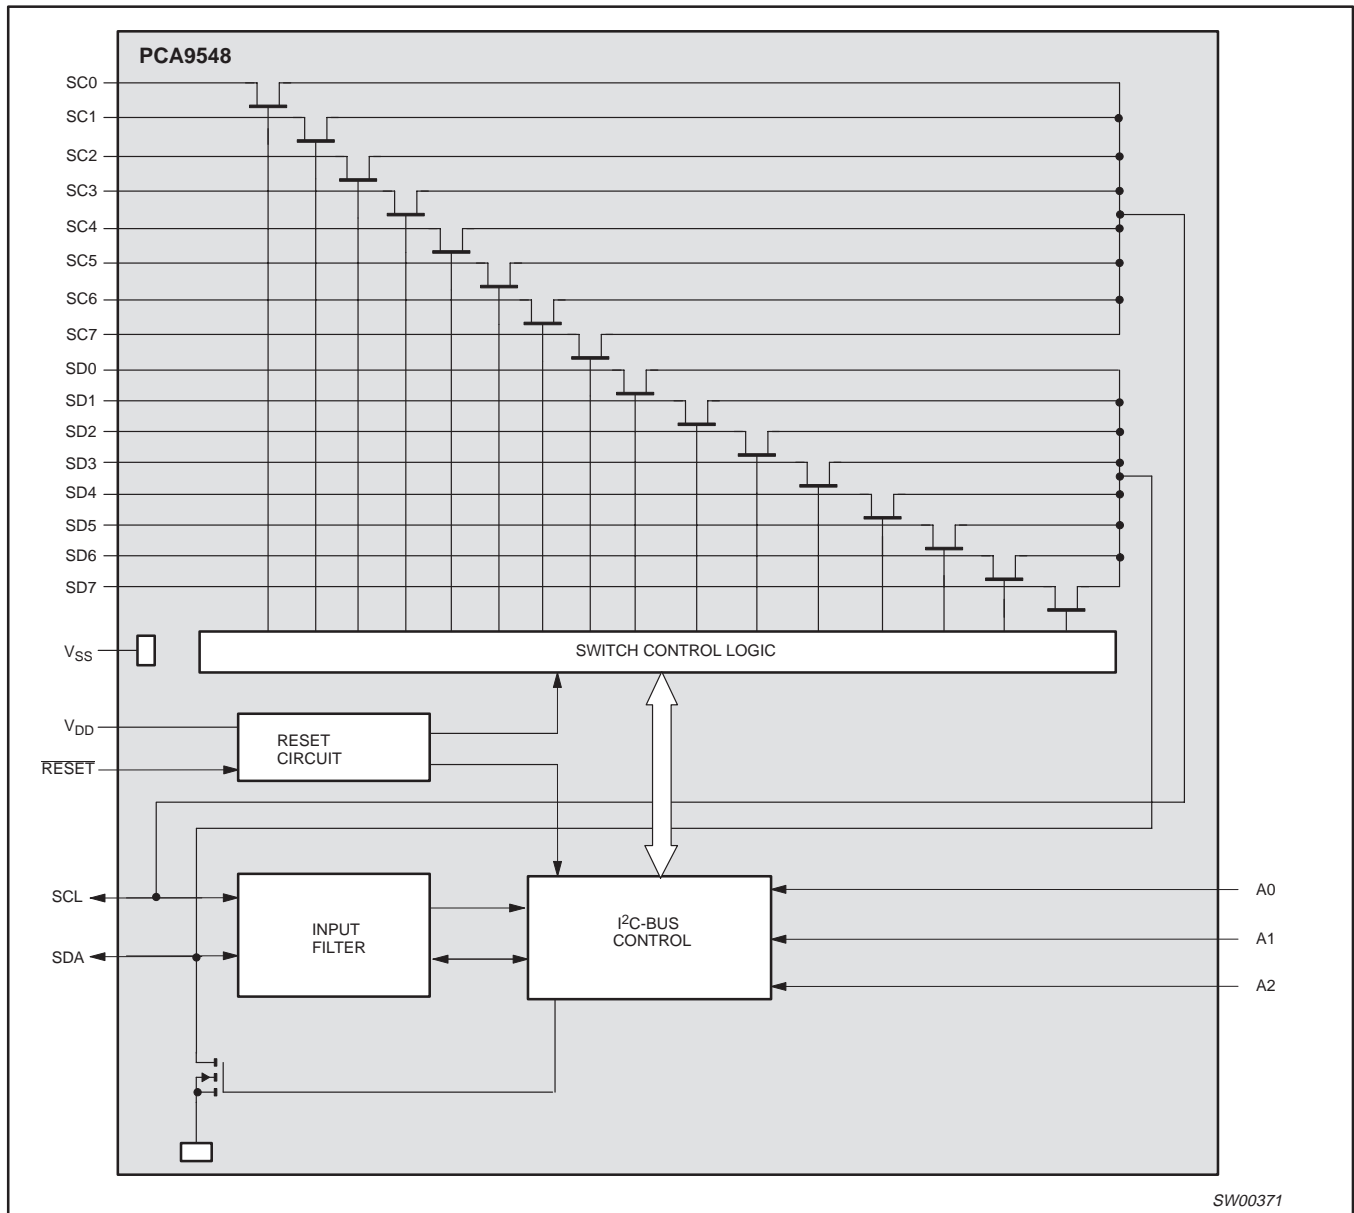 PCA9548
SC0
SC1
SC2
SC3
SC4
SC5
SC6
SC7
SD0
SD1
SD2
SD3
SD4
SD5
SD6
SD7
VSS
SWITCH CONTROL LOGIC
VDD
RESET
CIRCUIT
RESET
SCL
SDA
INPUT
FILTER
I²C-BUS
CONTROL
A0
A1
A2
SW00371